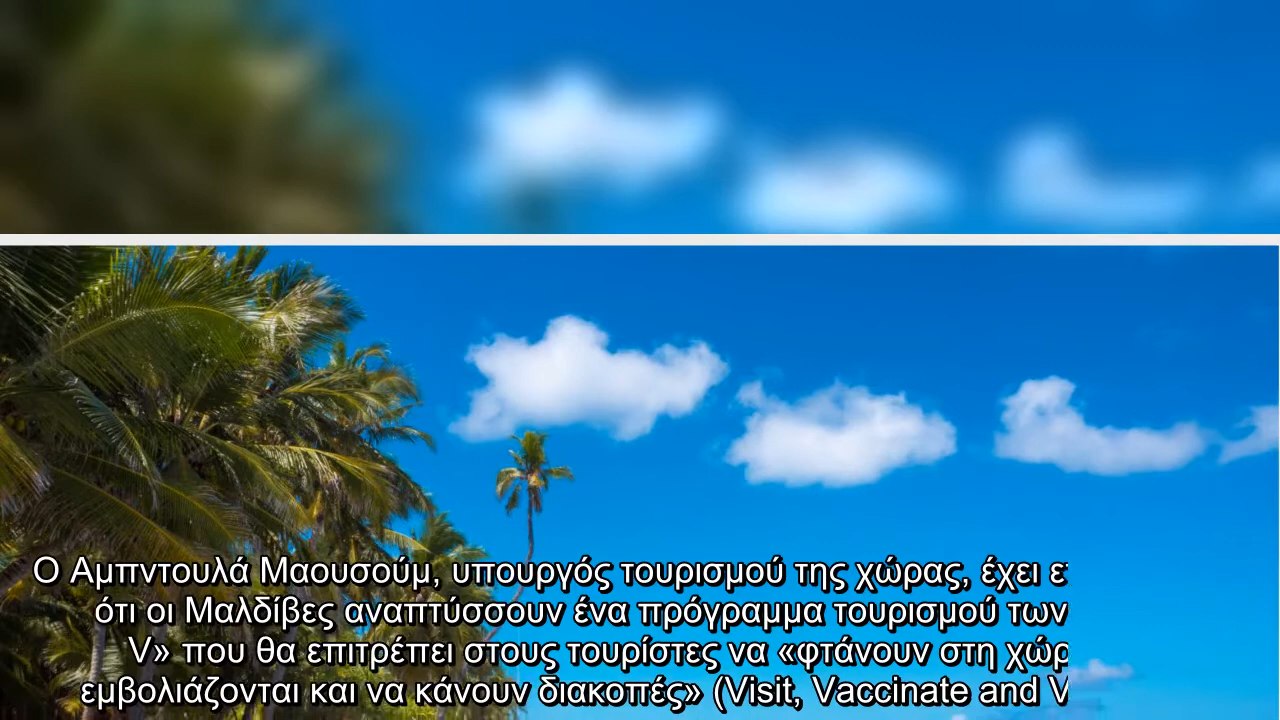 Ο Αμπντουλά Μαουσούμ, υπουργός τουρισμού της χώρας, έχει
ότι οι Μαλδίβες αναπτύσσουν ένα πρόγραμμα τουρισμού των
V» που θα επιτρέπει στους τουρίστες να «φτάνουν στη
εμβολιάζονται και να κάνουν διακοπές» (Visit, Vaccinate and